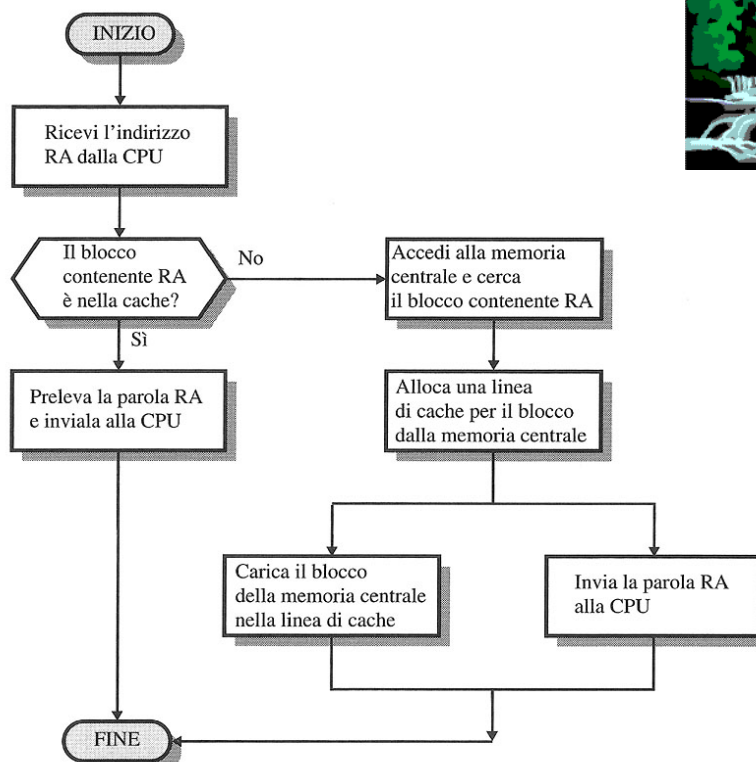 INIZIO
Ricevi l'indirizzo
RA dalla CPU
Il blocco
contenente RA
è nella cache?
No
Sì
Accedi alla memoria
centrale e cerca
il blocco contenente RA
Preleva la parola RA
e inviala alla CPU
Alloca una linea
di cache per il blocco
dalla memoria centrale
Carica il blocco
della memoria centrale
nella linea di cache
Invia la parola RA
alla CPU
FINE